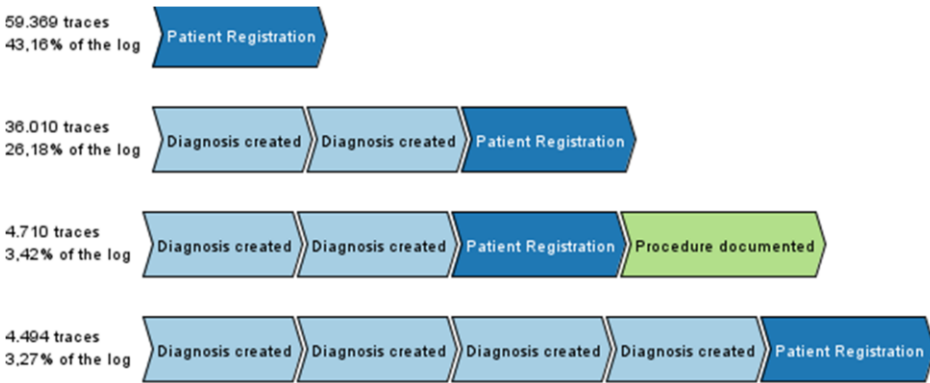 59.369 traces
43,16% of the log
Patient Registration
36.010 traces
26,18% of the log
Diagnosis created
Diagnosis created
Patient Registration
4.710 traces
3,42% of the log
Diagnosis created
Diagnosis created
Patient Registration
Procedure documented
4.494 traces
3,27% of the log
Diagnosis created
Diagnosis created
Diagnosis created
Diagnosis created
Patient Registration